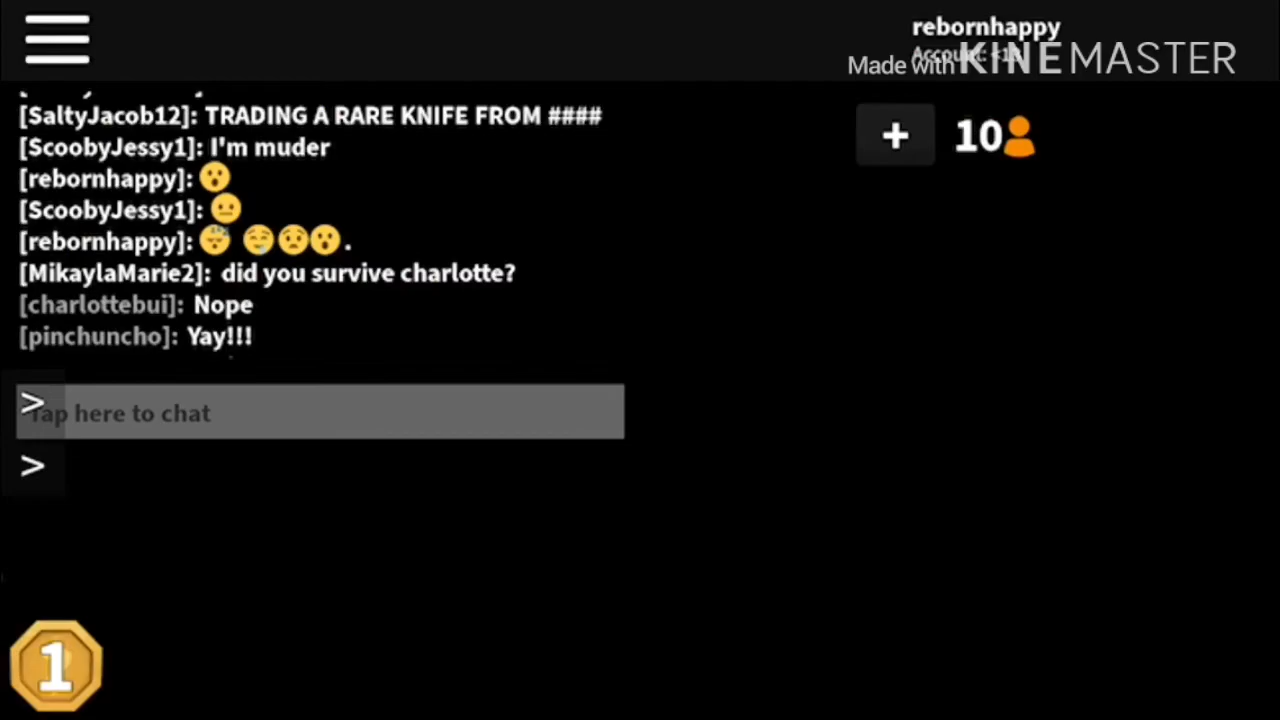 rebornhappy
Made with KINEMASTER
[SaltyJacob12]: TRADING A RARE KNIFE FROM ####
+ 10
[ScoobyJessy1]: I'm muder
[rebornhappy]: 😮
[ScoobyJessy1]: 😐
[rebornhappy]: 😴 🤤😟😮.
[MikaylaMarie2]: did you survive charlotte?
[charlottebui]: Nope
[pinchuncho]: Yay!!!
>
Tap here to chat
>
1